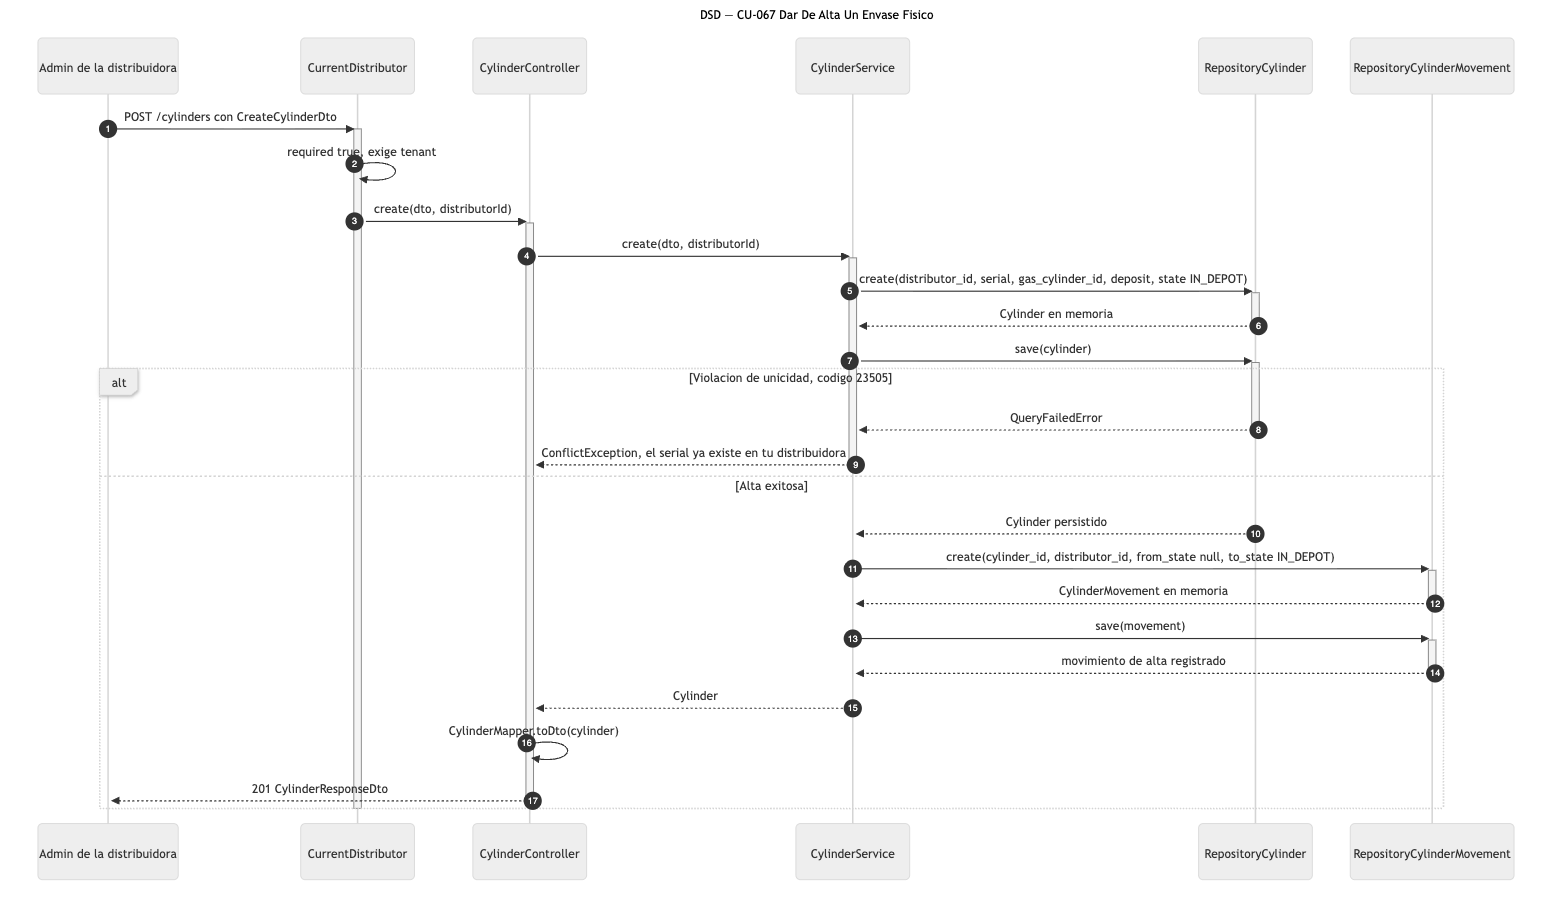 DSD — CU-067 Dar De Alta Un Envase Fisico
Admin de la distribuidora
CurrentDistributor
CylinderController
CylinderService
RepositoryCylinder
RepositoryCylinderMovement
1
POST /cylinders con CreateCylinderDto
2
required true, exige tenant
3
create(dto, distributorId)
4
create(dto, distributorId)
5
create(distributor_id, serial, gas_cylinder_id, deposit, state IN_DEPOT)
Cylinder en memoria
6
7
save(cylinder)
alt
[Violacion de unicidad, codigo 23505]
QueryFailedError
8
ConflictException, el serial ya existe en tu distribuidora
9
[Alta exitosa]
Cylinder persistido
10
11
create(cylinder_id, distributor_id, from_state null, to_state IN_DEPOT)
CylinderMovement en memoria
12
13
save(movement)
movimiento de alta registrado
14
Cylinder
15
CylinderMapper.toDto(cylinder)
16
201 CylinderResponseDto
17
Admin de la distribuidora
CurrentDistributor
CylinderController
CylinderService
RepositoryCylinder
RepositoryCylinderMovement